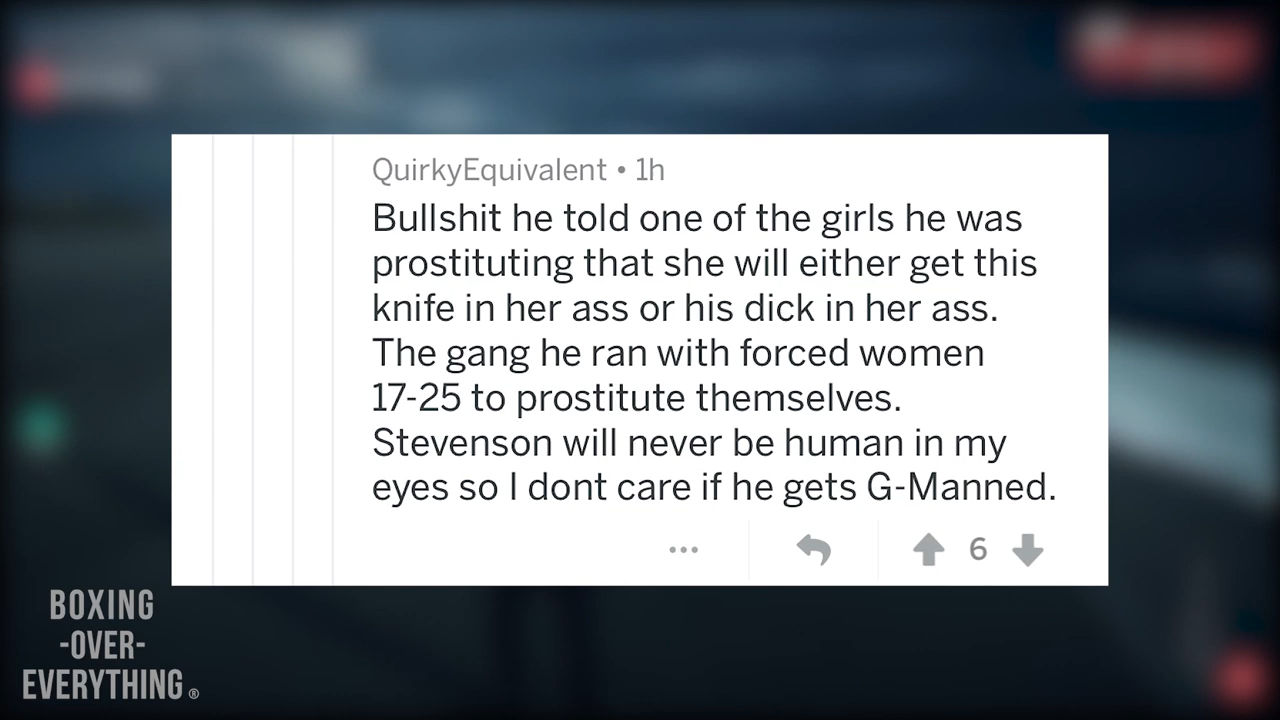 QuirkyEquivalent • 1h
Bullshit he told one of the girls he was
prostituting that she will either get this
knife in her ass or his dick in her ass.
The gang he ran with forced women
17-25 to prostitute themselves.
Stevenson will never be human in my
eyes so I dont care if he gets G-Manned.
6
BOXING
-OVER-
EVERYTHING ®